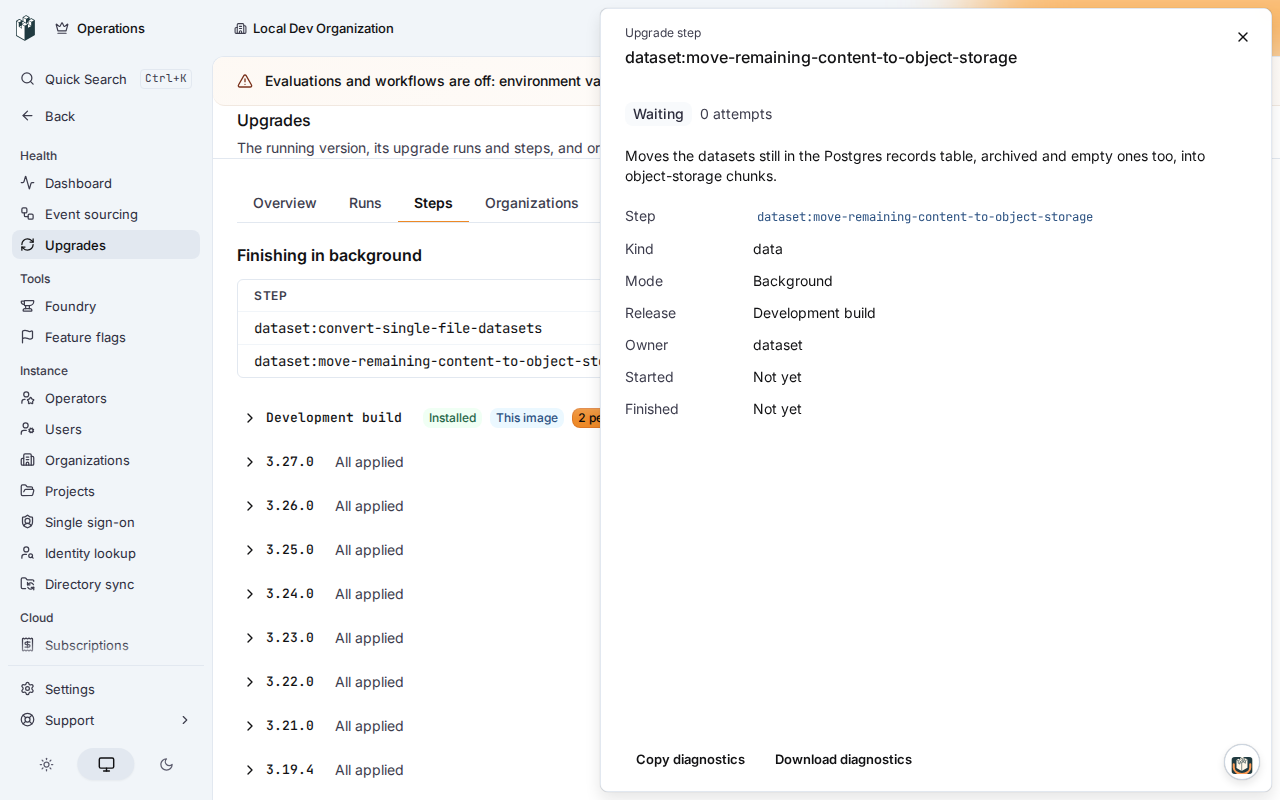 Operations
Local Dev Organization
Quick Search Ctrl+K
Back
Health
Dashboard
Event sourcing
Upgrades
Tools
Foundry
Feature flags
Instance
Operators
Users
Organizations
Projects
Single sign-on
Identity lookup
Directory sync
Cloud
Subscriptions
Settings
Support
Evaluations and workflows are off: environment va
Upgrades
The running version, its upgrade runs and steps, and or
Overview Runs Steps Organizations
Finishing in background
STEP
dataset:convert-single-file-datasets
dataset:move-remaining-content-to-object-sto
Development build Installed This image 2 pe
3.27.0 All applied
3.26.0 All applied
3.25.0 All applied
3.24.0 All applied
3.23.0 All applied
3.22.0 All applied
3.21.0 All applied
3.19.4 All applied
Upgrade step
dataset:move-remaining-content-to-object-storage
Waiting 0 attempts
Moves the datasets still in the Postgres records table, archived and empty ones too, into
object-storage chunks.
Step dataset:move-remaining-content-to-object-storage
Kind data
Mode Background
Release Development build
Owner dataset
Started Not yet
Finished Not yet
Copy diagnostics Download diagnostics